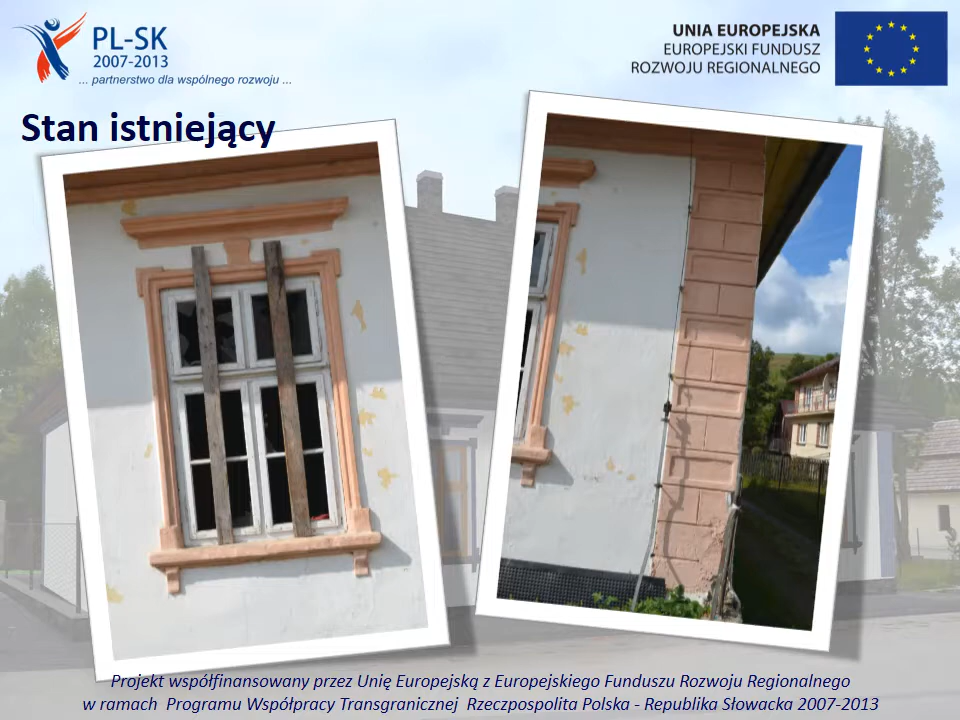 PL-SK
2007-2013
... partnerstwo dla wspólnego rozwoju ...
UNIA EUROPEJSKA
EUROPEJSKI FUNDUSZ
ROZWOJU REGIONALNEGO
Stan istniejący
Projekt współfinansowany przez Unię Europejską z Europejskiego Funduszu Rozwoju Regionalnego
w ramach Programu Współpracy Transgranicznej Rzeczpospolita Polska - Republika Słowacka 2007-2013